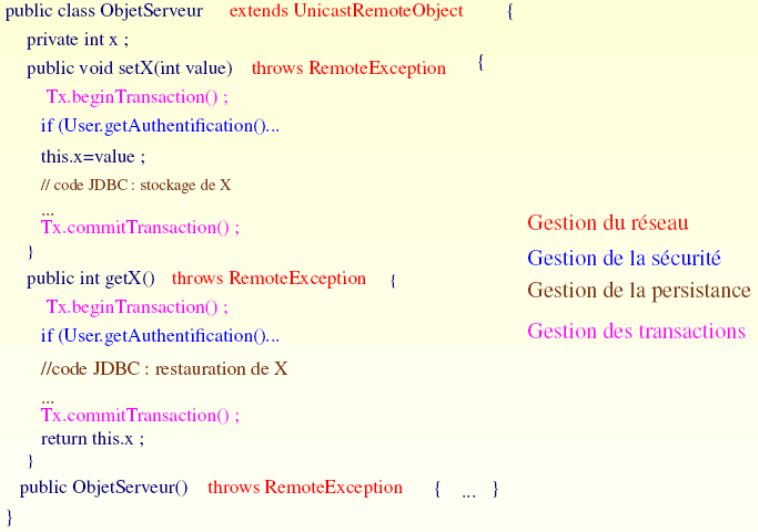 public class ObjetServeur extends UnicastRemoteObject {
private int x ;
public void setX(int value) throws RemoteException {
Tx.beginTransaction() ;
if (User.getAuthentification()...
this.x=value ;
// code JDBC : stockage de X
...
Tx.commitTransaction() ;
}
public int getX() throws RemoteException {
Tx.beginTransaction() ;
if (User.getAuthentification()...
//code JDBC : restauration de X
...
Tx.commitTransaction() ;
return this.x ;
}
public ObjetServeur() throws RemoteException { ... }
}
Gestion du réseau
Gestion de la sécurité
Gestion de la persistance
Gestion des transactions